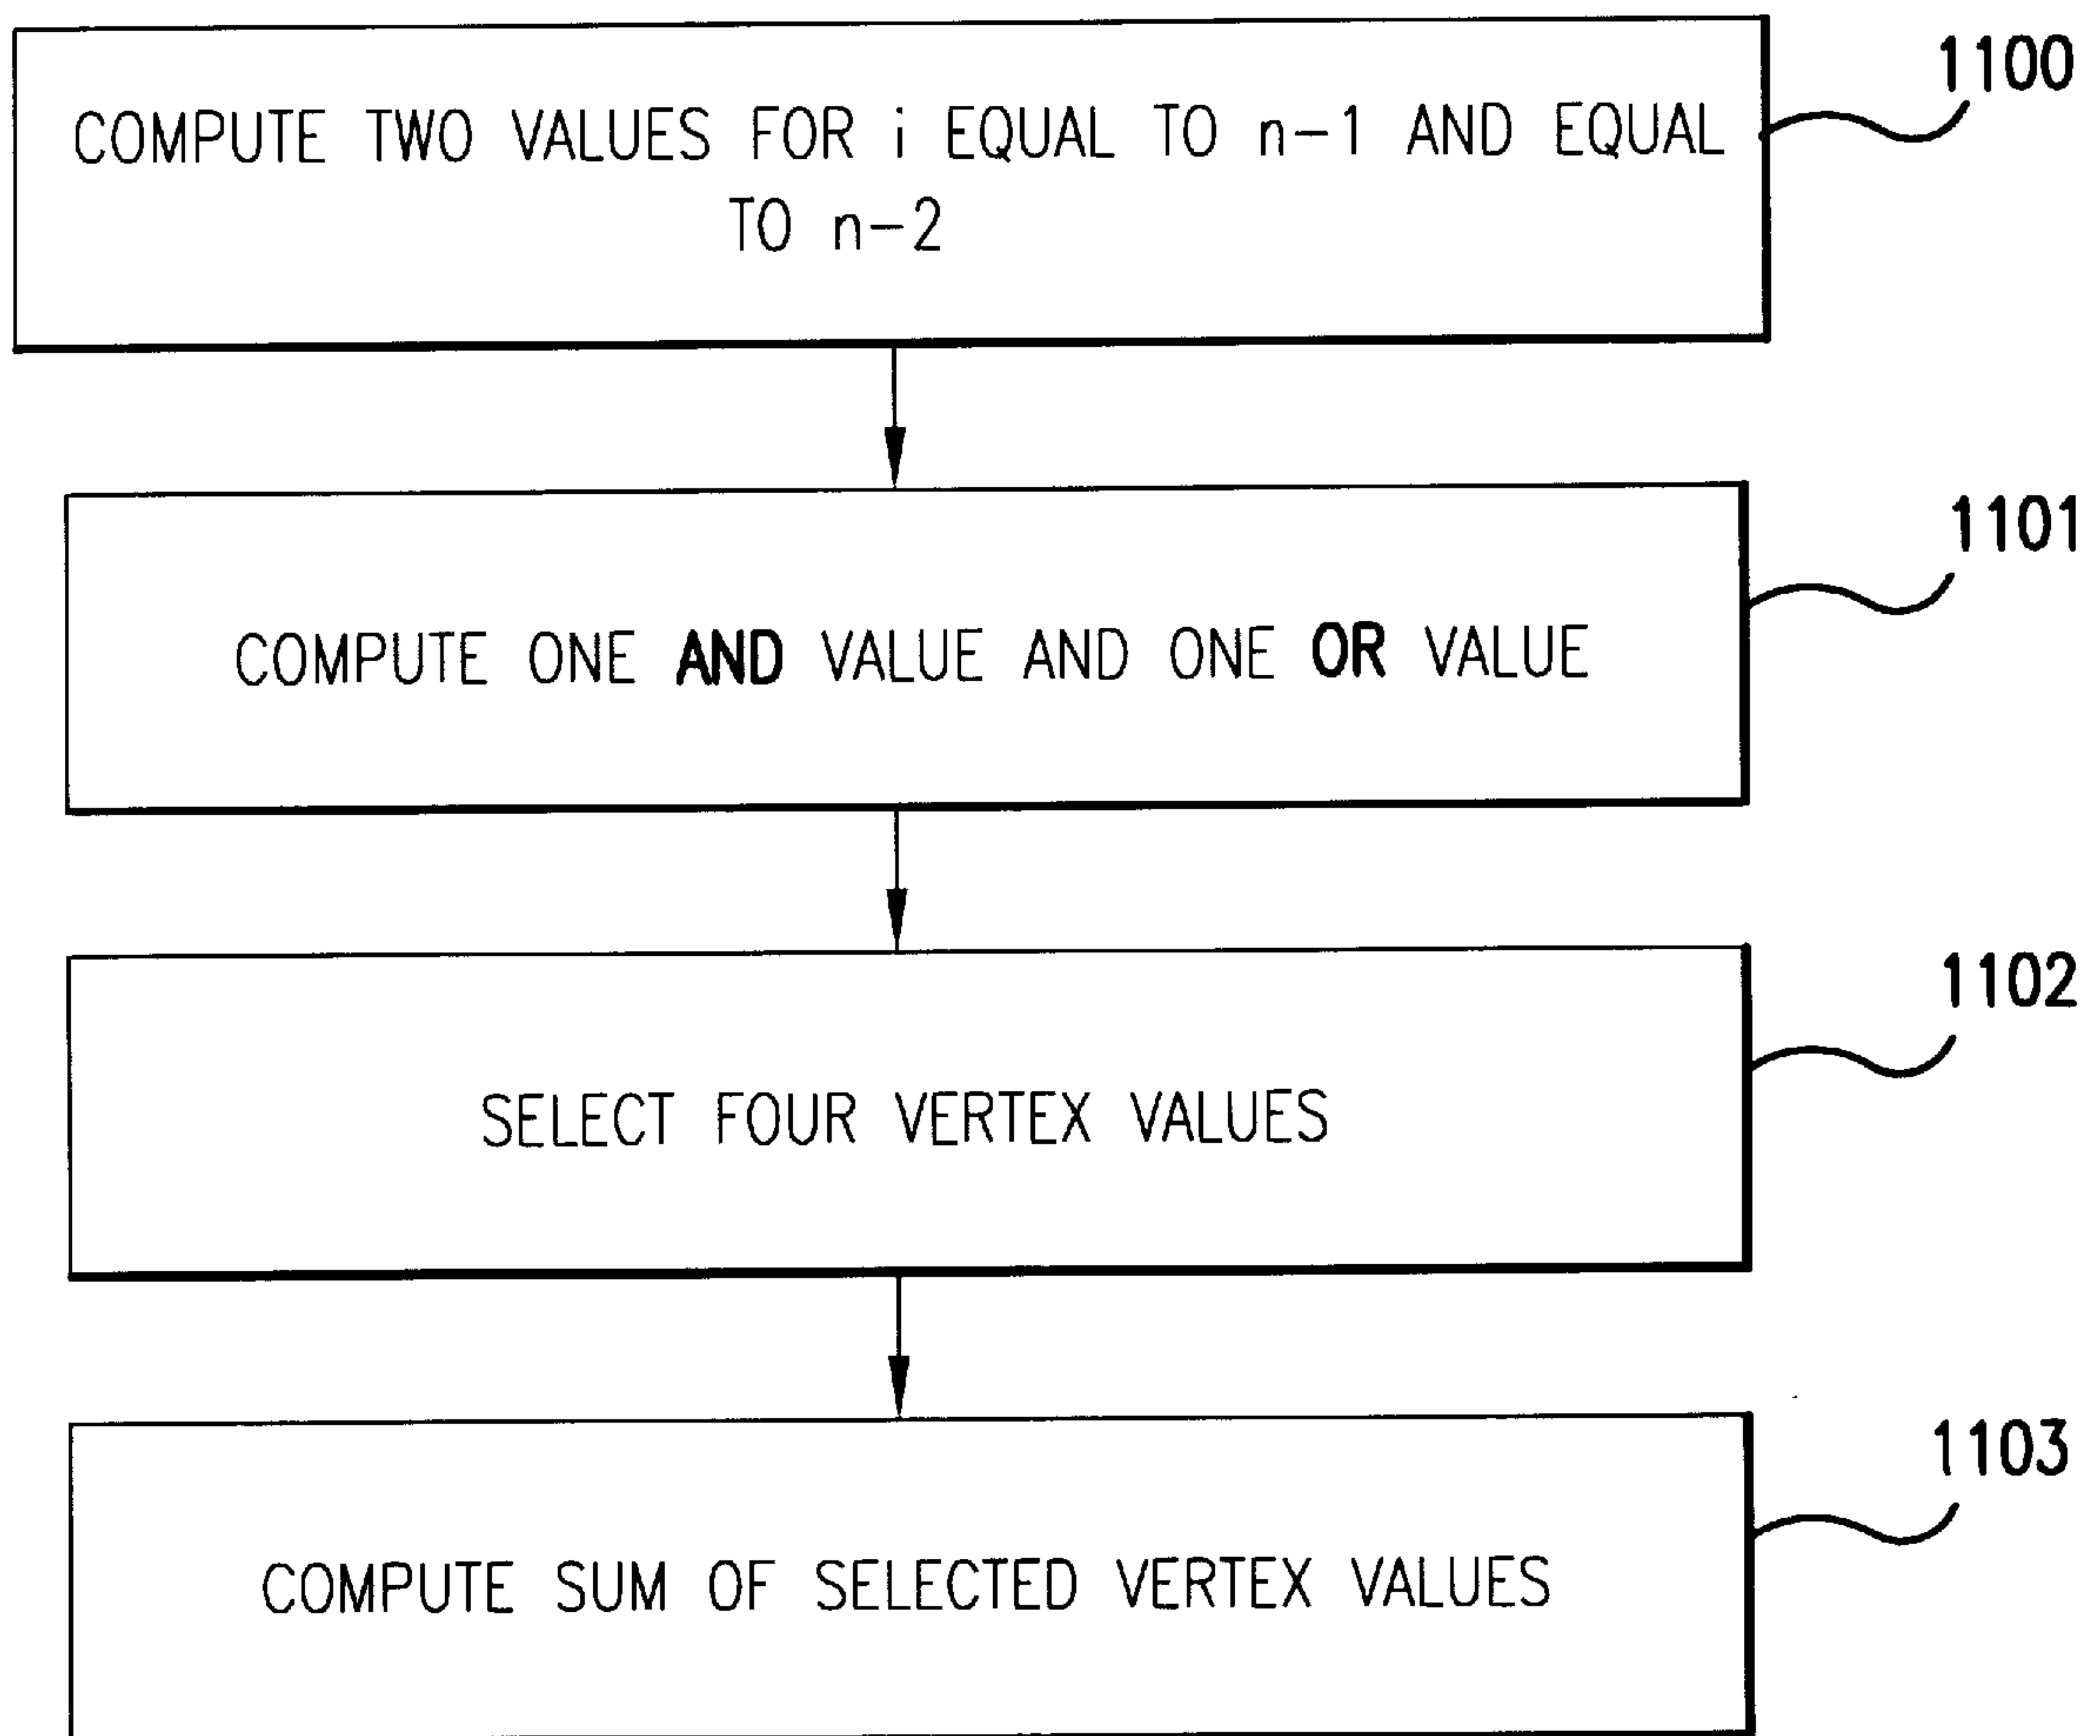 1100
COMPUTE TWO VALUES FOR i EQUAL TO n-1 AND EQUAL
TO n-2
1101
COMPUTE ONE AND VALUE AND ONE OR VALUE
1102
SELECT FOUR VERTEX VALUES
1103
COMPUTE SUM OF SELECTED VERTEX VALUES